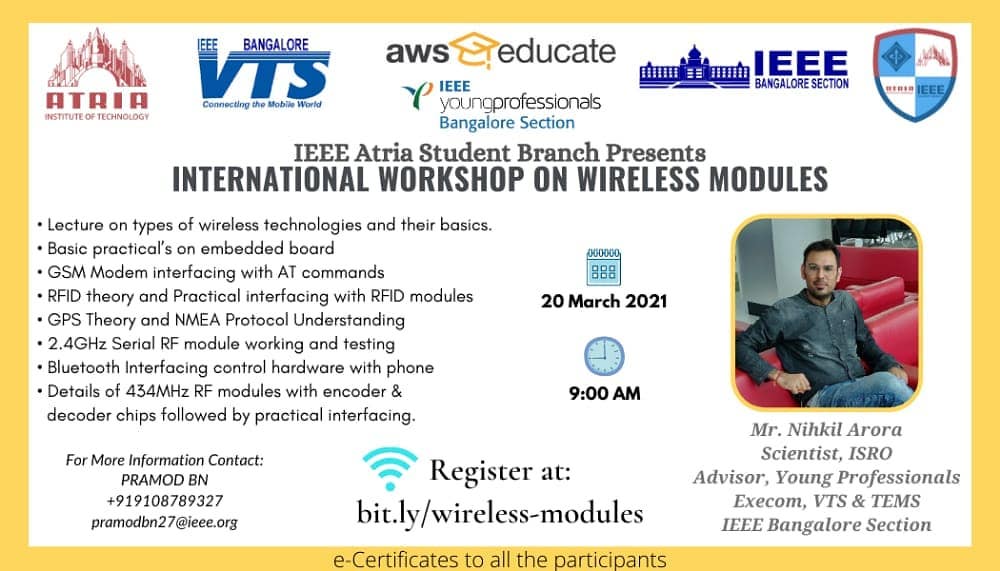 ATRIA
INSTITUTE OF TECHNOLOGY
IEEE BANGALORE
VTS
Connecting the Mobile World
aws educate
IEEE
youngprofessionals
Bangalore Section
IEEE
BANGALORE SECTION
ATRIA IEEE
IEEE Atria Student Branch Presents
INTERNATIONAL WORKSHOP ON WIRELESS MODULES
• Lecture on types of wireless technologies and their basics.
• Basic practical's on embedded board
• GSM Modem interfacing with AT commands
• RFID theory and Practical interfacing with RFID modules
• GPS Theory and NMEA Protocol Understanding
• 2.4GHz Serial RF module working and testing
• Bluetooth Interfacing control hardware with phone
• Details of 434MHz RF modules with encoder &
decoder chips followed by practical interfacing.
20 March 2021
9:00 AM
Mr. Nihkil Arora
Scientist, ISRO
Advisor, Young Professionals
Execom, VTS & TEMS
IEEE Bangalore Section
For More Information Contact:
PRAMOD BN
+919108789327
pramodbn27@ieee.org
Register at:
bit.ly/wireless-modules
e-Certificates to all the participants